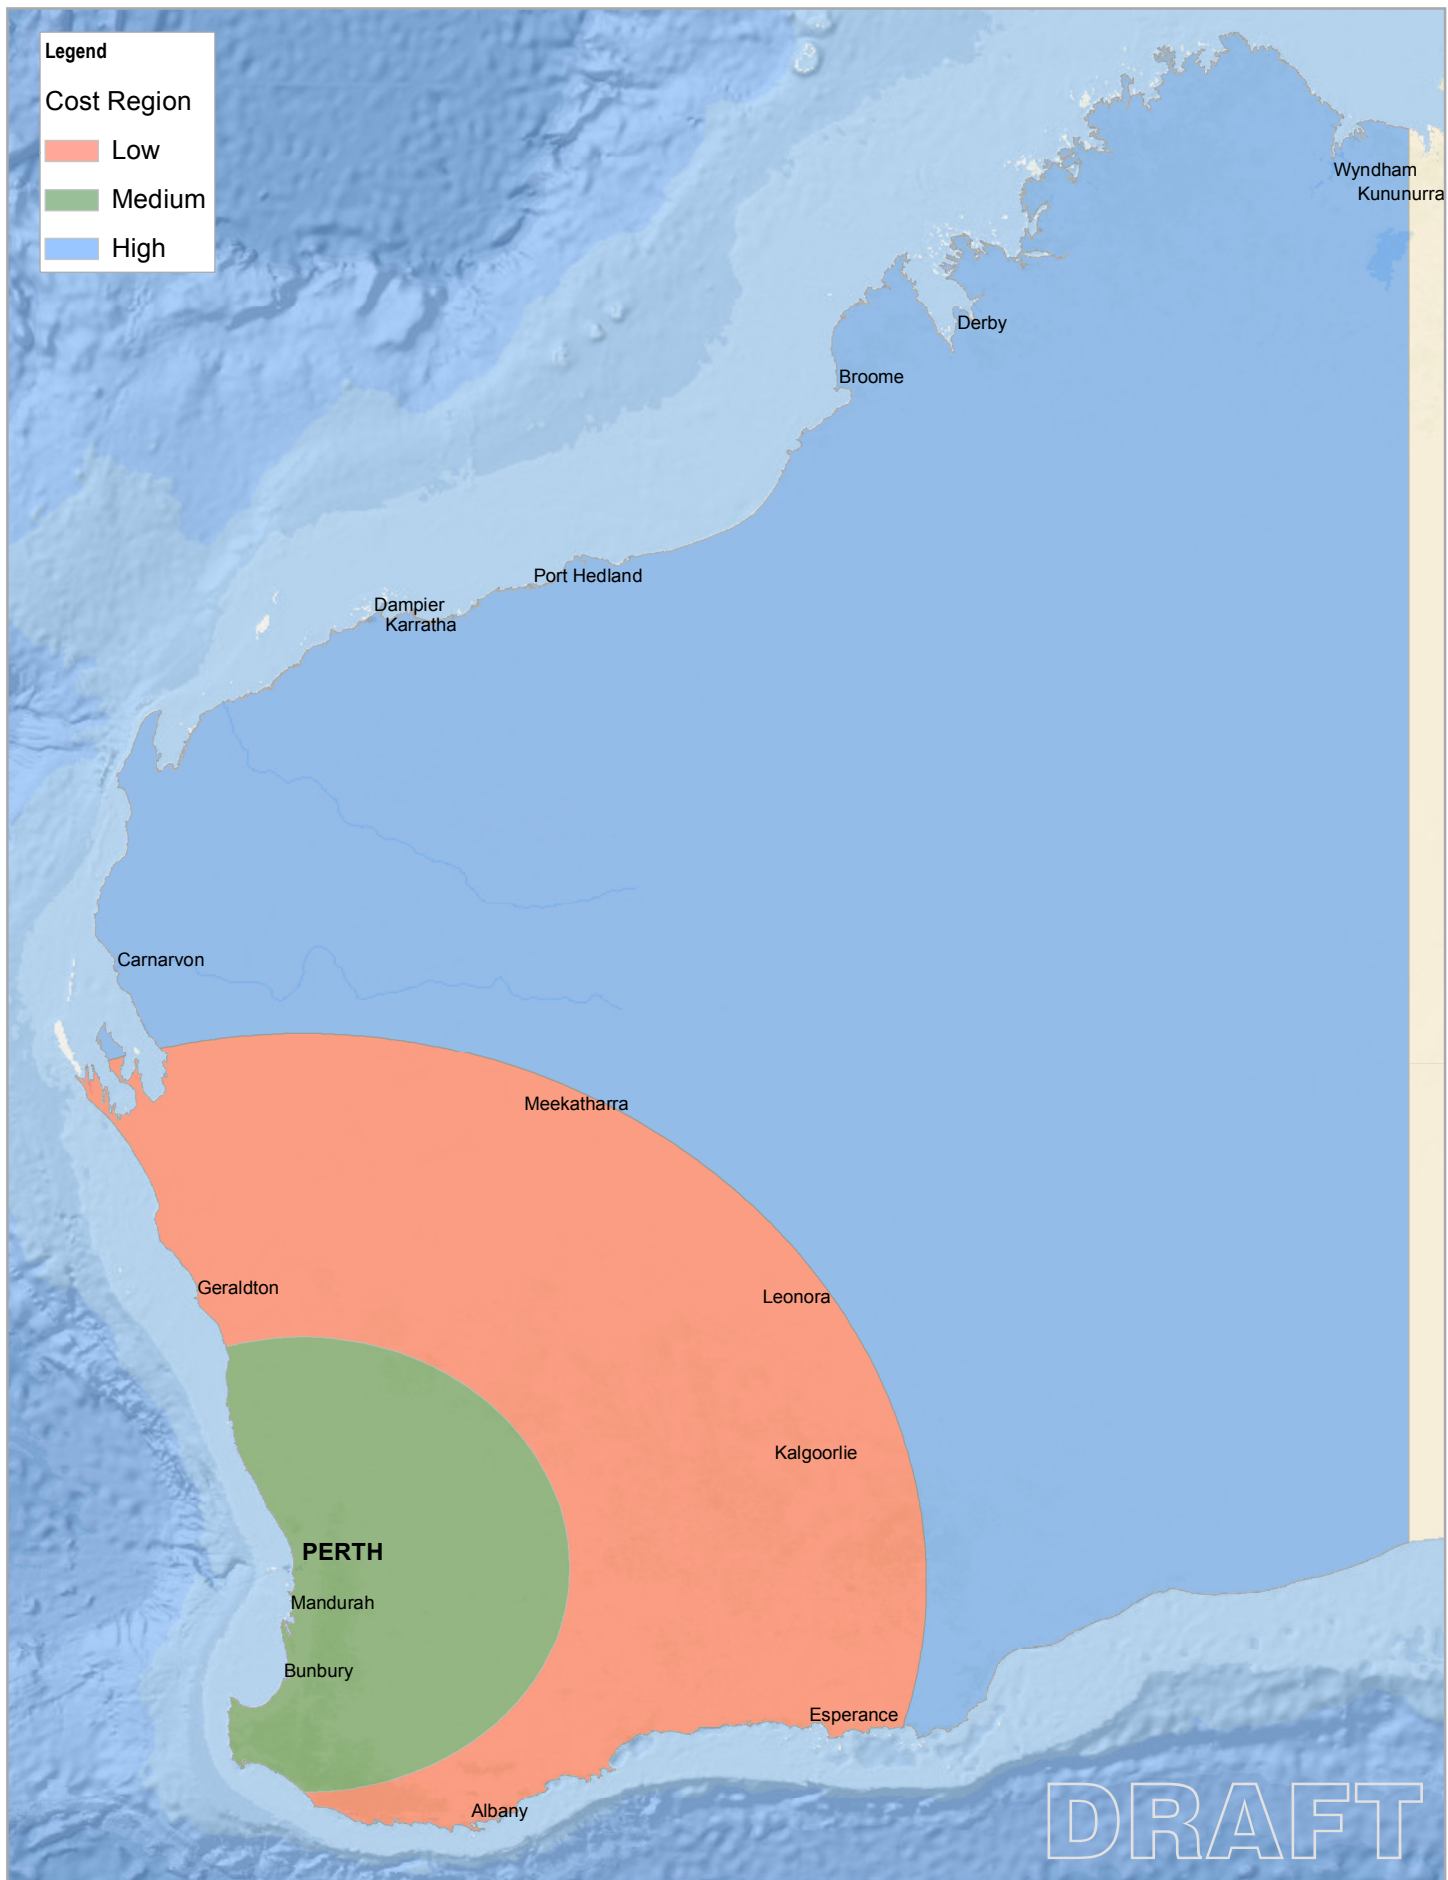 Legend
Cost Region
Low
Medium
High
Wyndham
Kununurra
Derby
Broome
Port Hedland
Dampier
Karratha
Carnarvon
Meekatharra
Geraldton
Leonora
Kalgoorlie
PERTH
Mandurah
Bunbury
Esperance
Albany
DRAFT